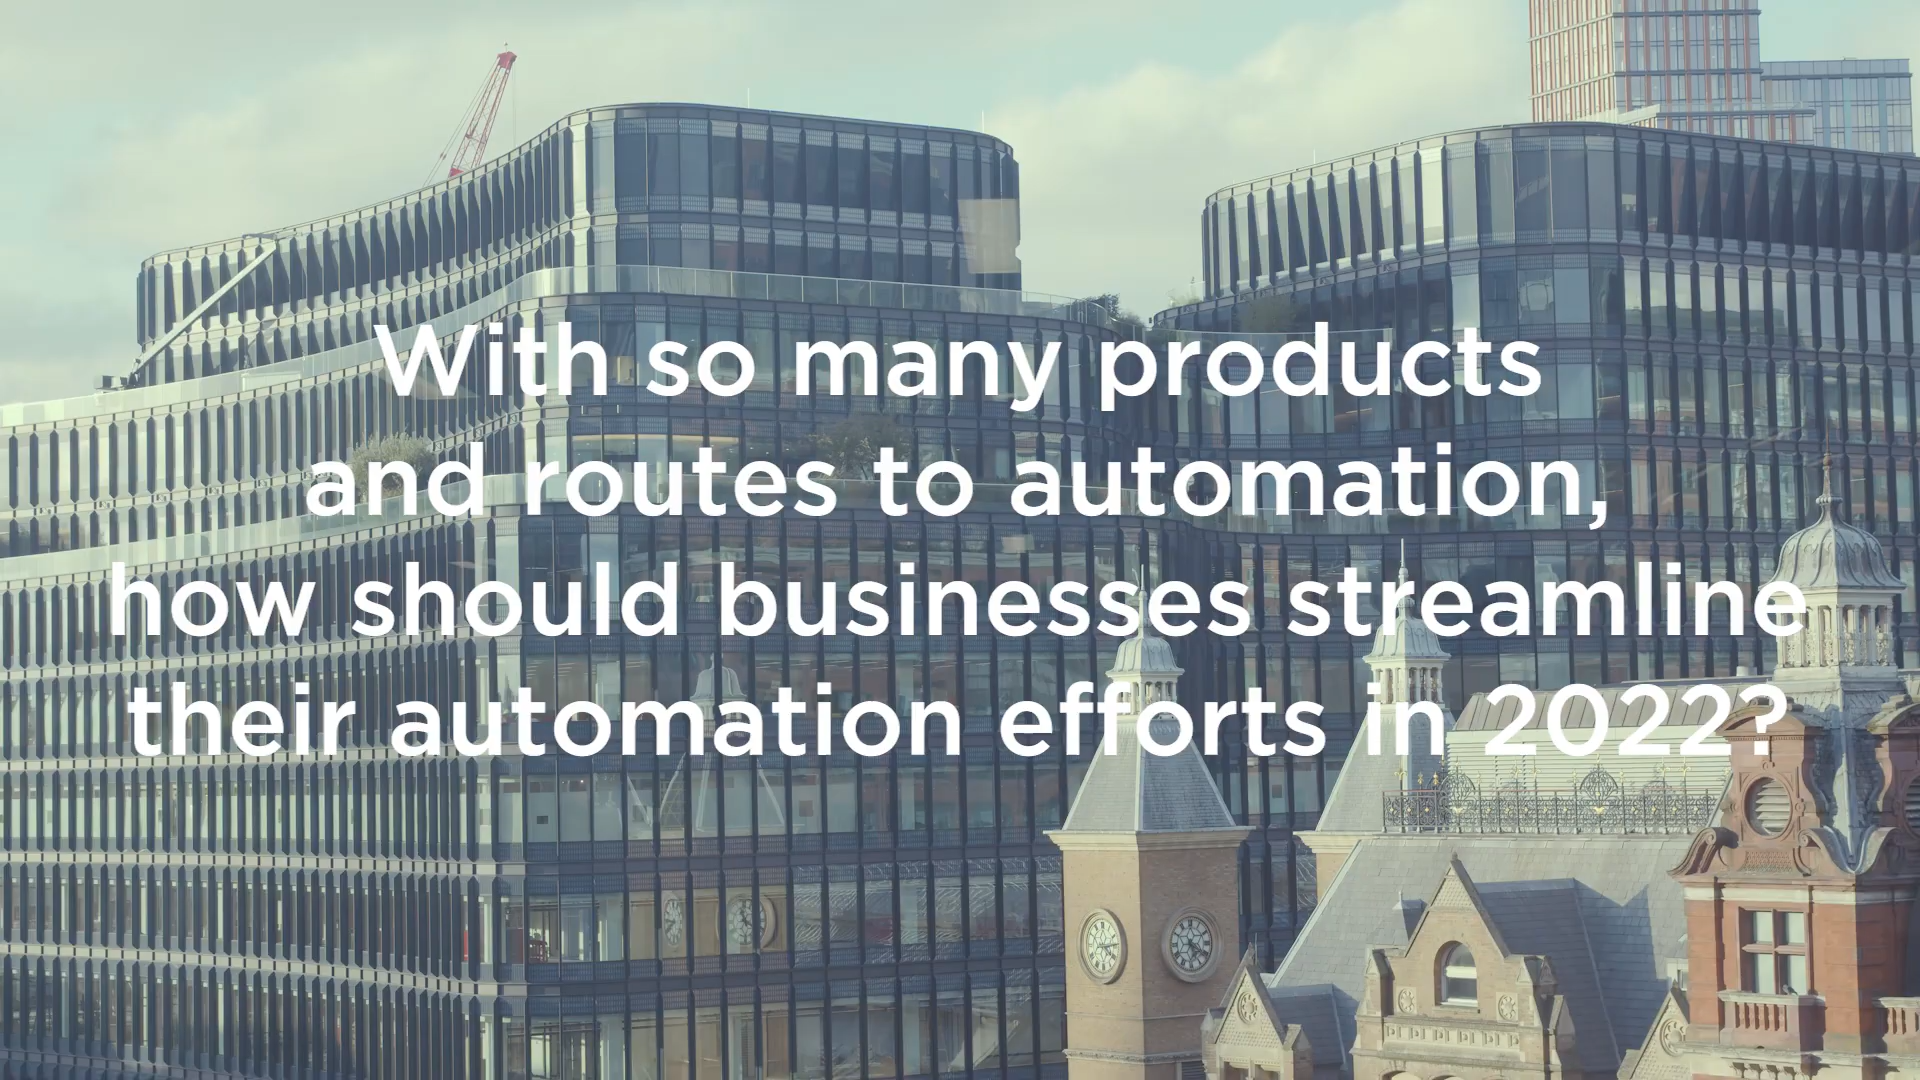 With so many products
and routes to automation,
how should businesses streamline
their automation efforts in 2022?